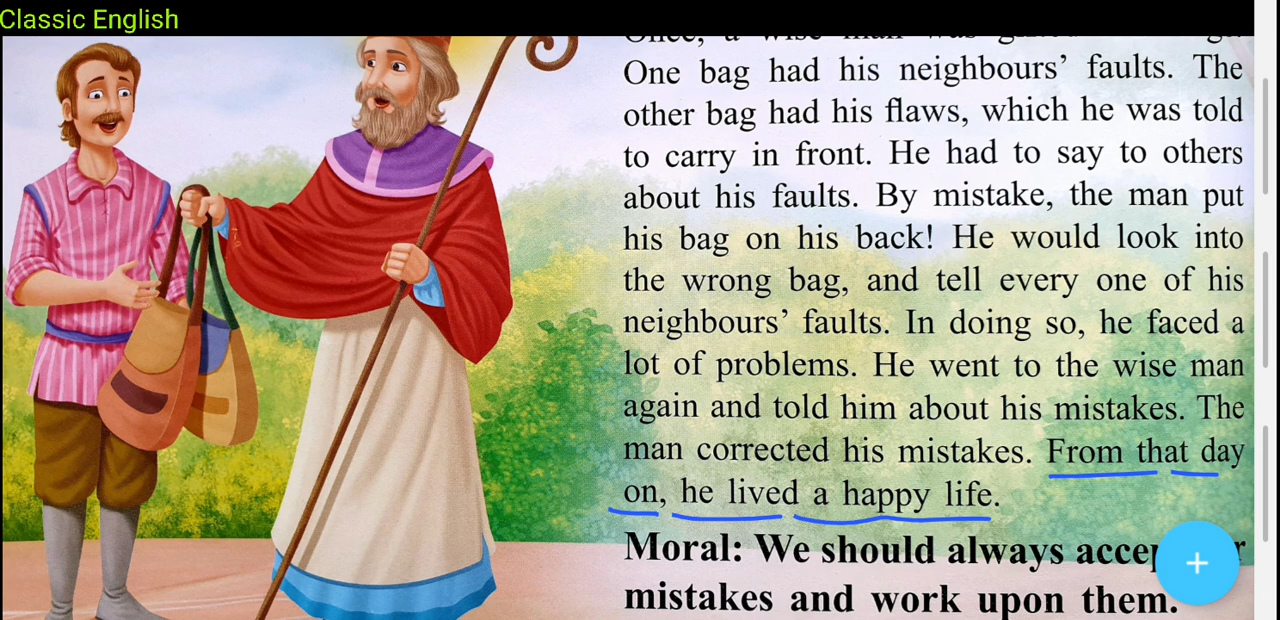 Classic English
One bag had his neighbours' faults. The
other bag had his flaws, which he was told
to carry in front. He had to say to others
about his faults. By mistake, the man put
his bag on his back! He would look into
the wrong bag, and tell every one of his
neighbours' faults. In doing so, he faced a
lot of problems. He went to the wise man
again and told him about his mistakes. The
man corrected his mistakes. From that day
on, he lived a happy life.
Moral: We should always
mistakes and work upon them.
+